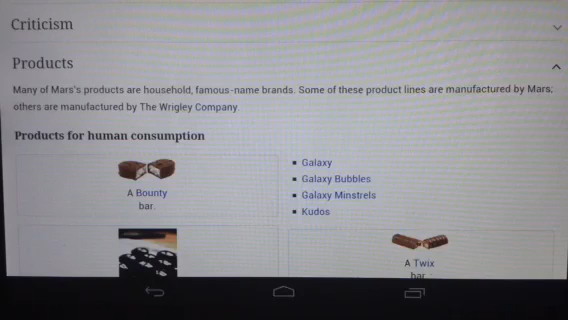 Criticism
Products
Many of Mars's products are household, famous-name brands. Some of these product lines are manufactured by Mars;
others are manufactured by The Wrigley Company.
Products for human consumption
A Bounty
bar.
Galaxy
Galaxy Bubbles
Galaxy Minstrels
Kudos
A Twix
bar.